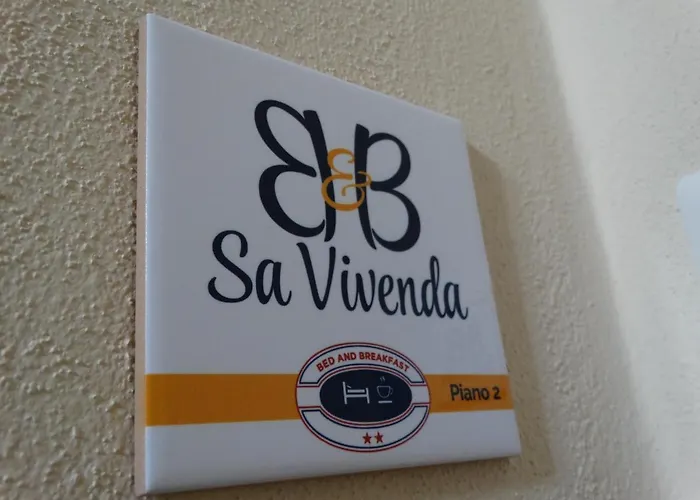 B&B
Sa Vivenda
BED AND BREAKFAST
Piano 2